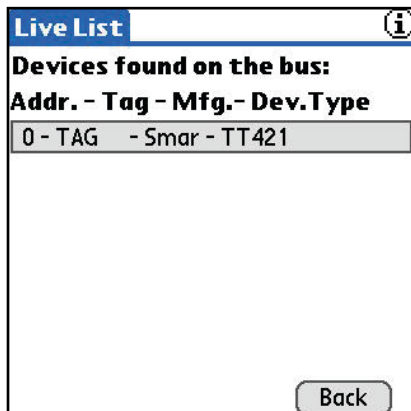 Live List
i
Devices found on the bus:
Addr. - Tag - Mfg.- Dev.Type
0 - TAG - Smar - TT421
Back